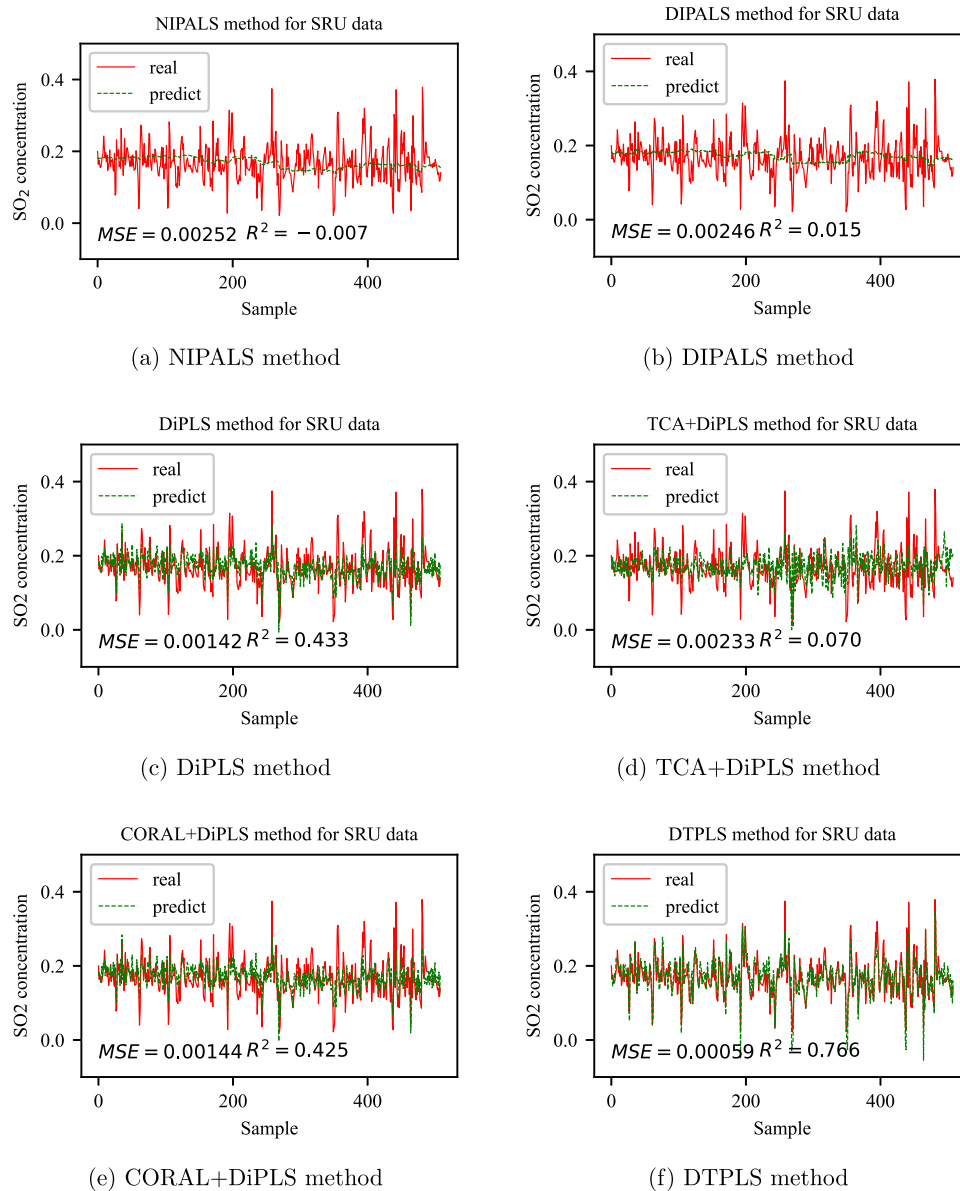 NIPALS method for SRU data
real
predict
SO₂ concentration
0.4
0.2
0.0
MSE = 0.00252 R² = −0.007
0 200 400
Sample
(a) NIPALS method
DIPALS method for SRU data
real
predict
SO2 concentration
0.4
0.2
0.0
MSE = 0.00246 R² = 0.015
0 200 400
Sample
(b) DIPALS method
DiPLS method for SRU data
real
predict
SO2 concentration
0.4
0.2
0.0
MSE = 0.00142 R² = 0.433
0 200 400
Sample
(c) DiPLS method
TCA+DiPLS method for SRU data
real
predict
SO2 concentration
0.4
0.2
0.0
MSE = 0.00233 R² = 0.070
0 200 400
Sample
(d) TCA+DiPLS method
CORAL+DiPLS method for SRU data
real
predict
SO2 concentration
0.4
0.2
0.0
MSE = 0.00144 R² = 0.425
0 200 400
Sample
(e) CORAL+DiPLS method
DTPLS method for SRU data
real
predict
SO2 concentration
0.4
0.2
0.0
MSE = 0.00059 R² = 0.766
0 200 400
Sample
(f) DTPLS method